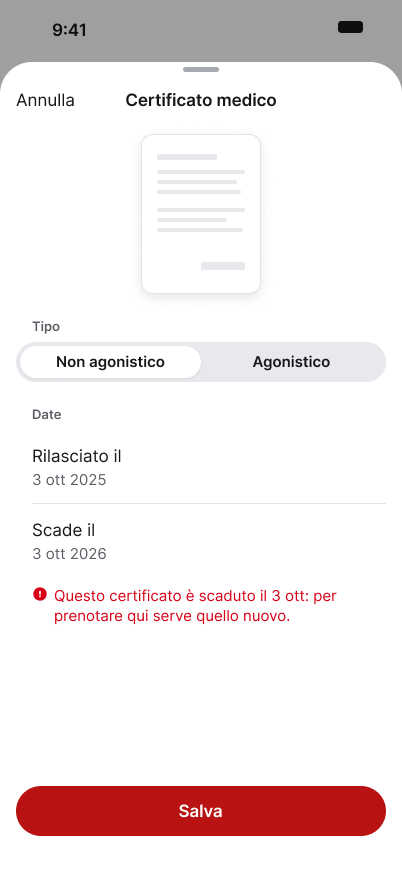 9:41
Annulla
Certificato medico
Tipo
Non agonistico
Agonistico
Date
Rilasciato il
3 ott 2025
Scade il
3 ott 2026
Questo certificato è scaduto il 3 ott: per
prenotare qui serve quello nuovo.
Salva